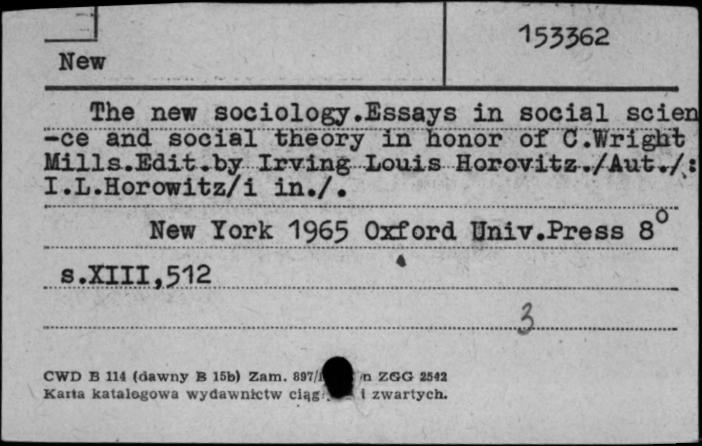 153362
New
The new sociology.Essays in social scien
-ce and social theory in honor of C.Wright
Mills.Edit.by Irving Louis Horovitz./Aut./:
I.L.Horowitz/i in./.
New York 1965 Oxford Univ.Press 8°
s.XIII,512
3
CWD B 114 (dawny B 15b) Zam. 897/ n ZGG 2542
Karta katalogowa wydawnictw i zwartych.